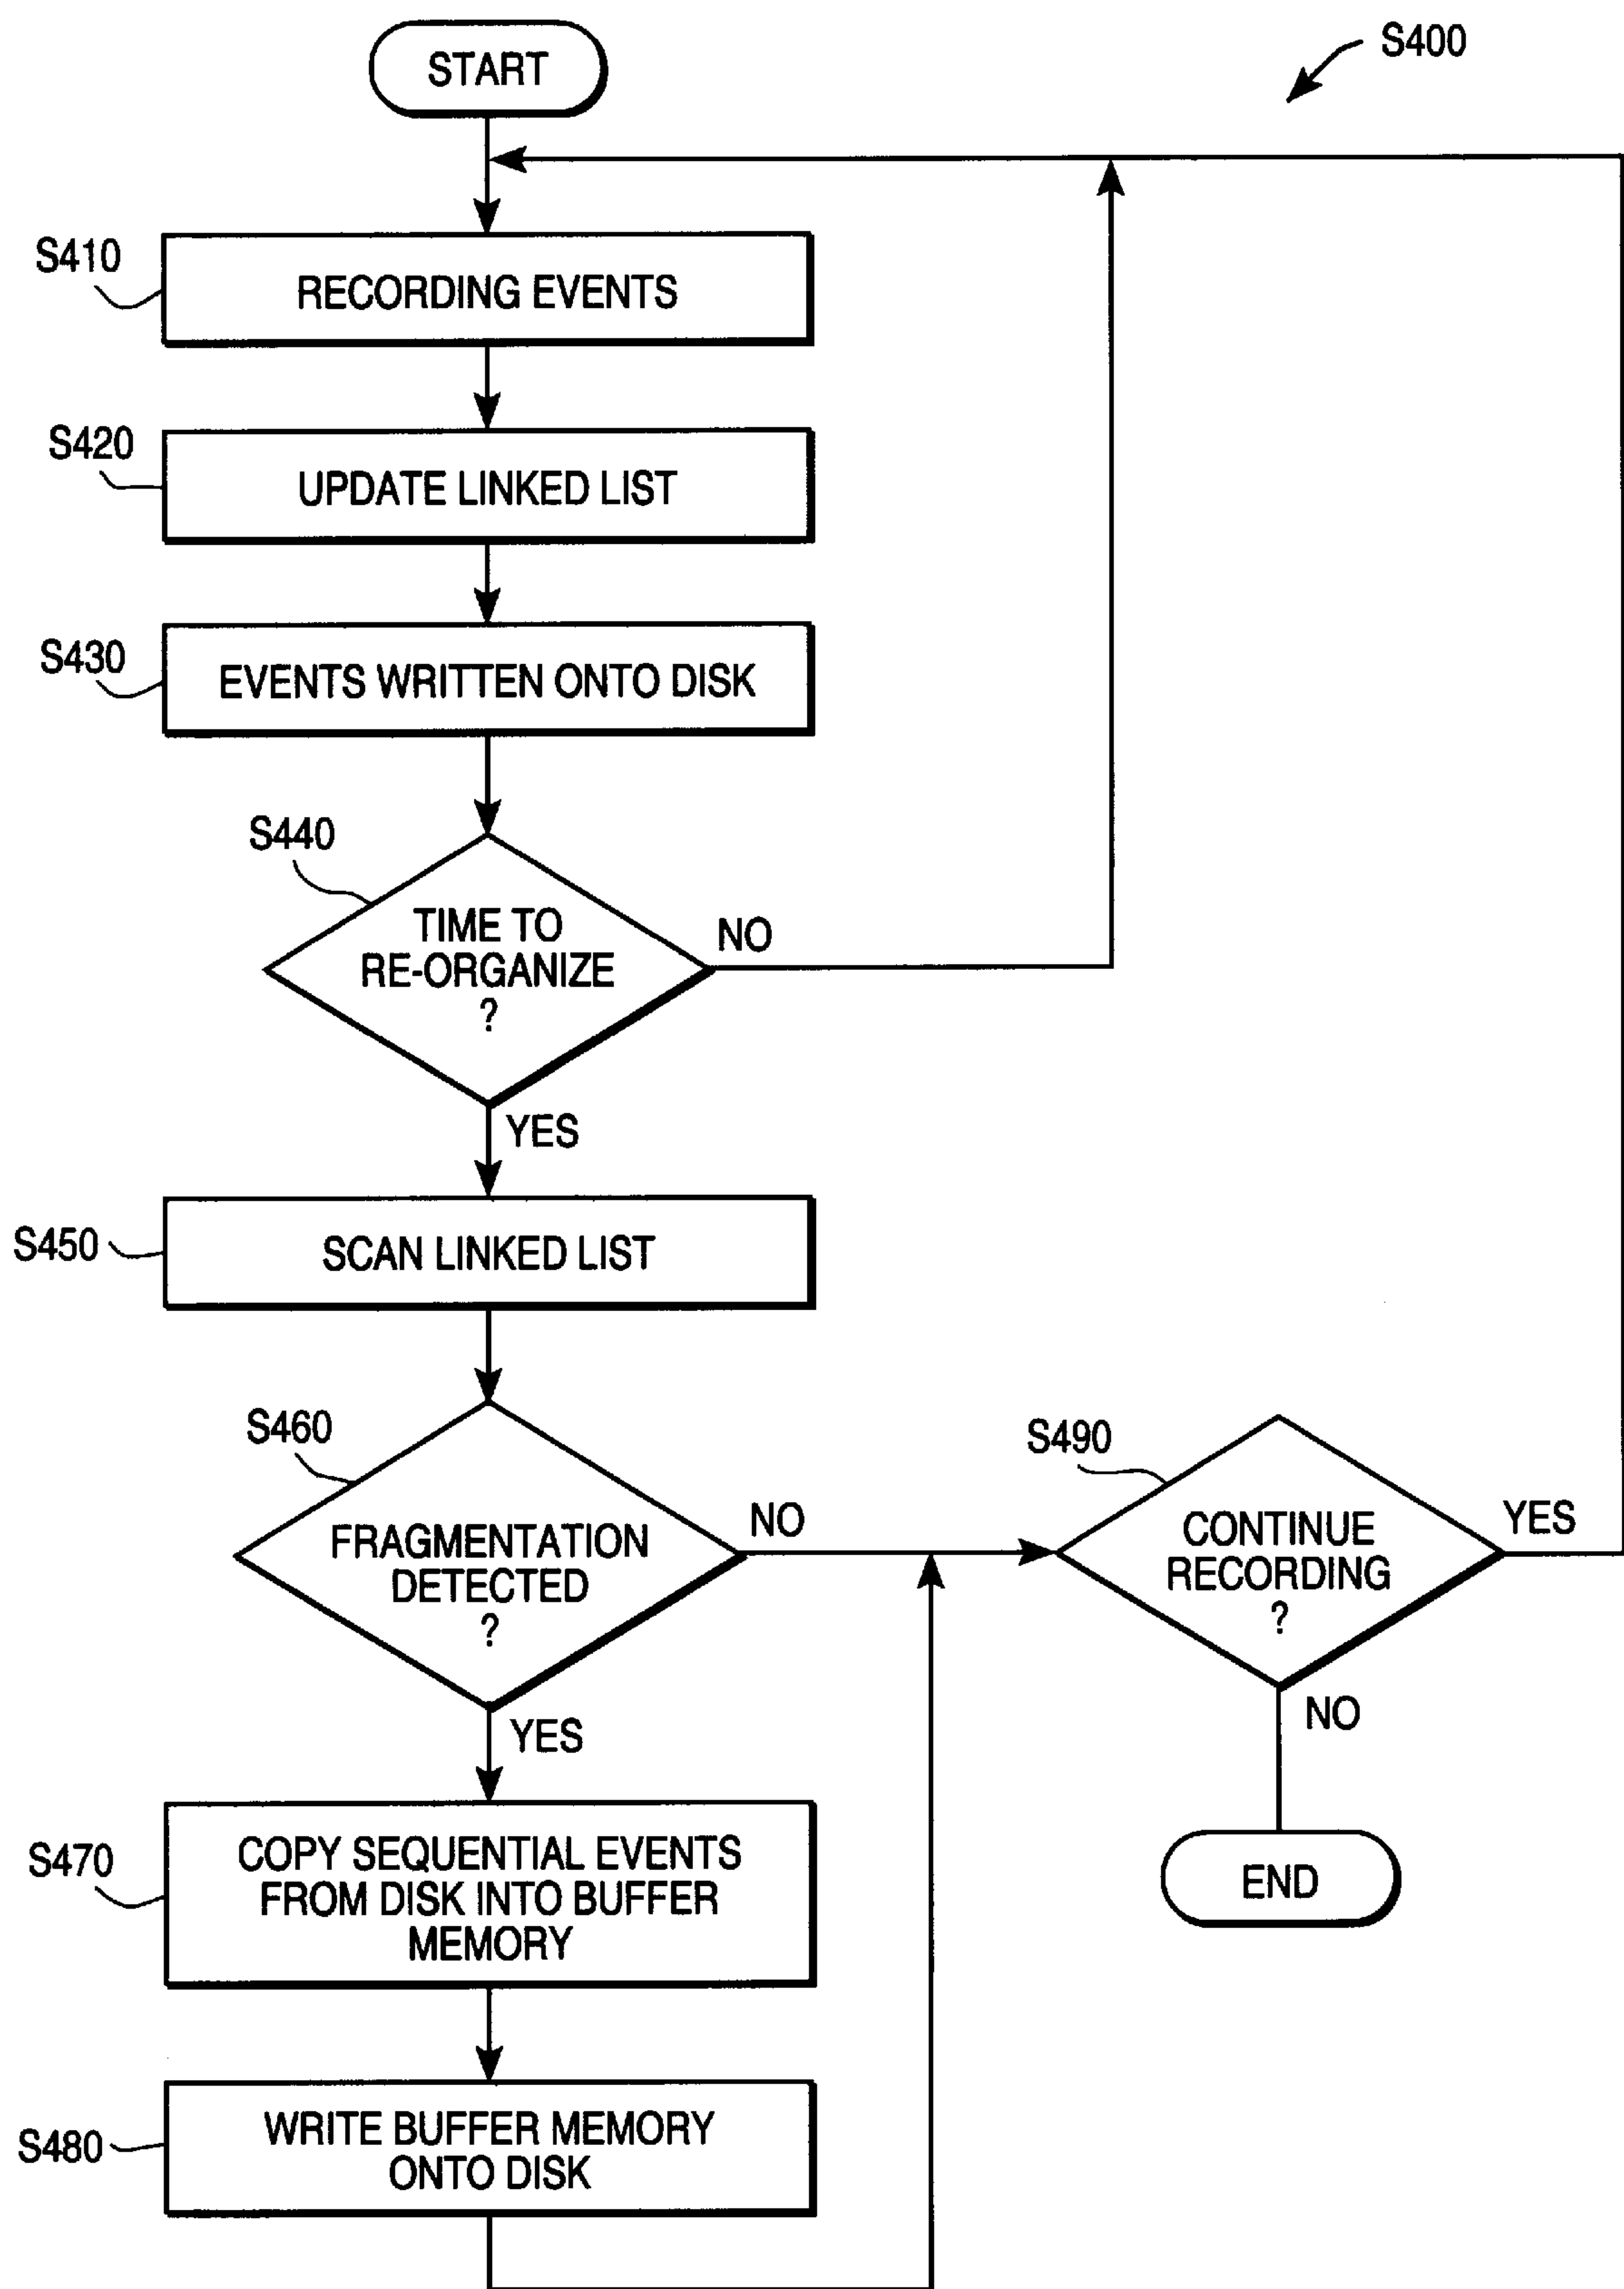 START
S400
S410
RECORDING EVENTS
S420
UPDATE LINKED LIST
S430
EVENTS WRITTEN ONTO DISK
S440
TIME TO
RE-ORGANIZE
?
NO
YES
S450
SCAN LINKED LIST
S460
FRAGMENTATION
DETECTED
?
NO
YES
S490
CONTINUE
RECORDING
?
YES
NO
END
S470
COPY SEQUENTIAL EVENTS
FROM DISK INTO BUFFER
MEMORY
S480
WRITE BUFFER MEMORY
ONTO DISK